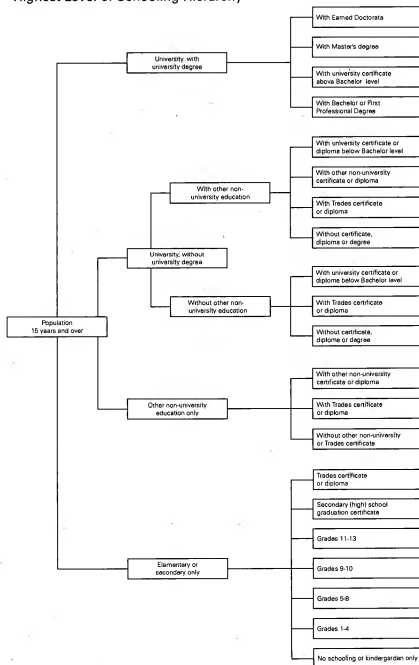 Highest Level of Schooling Hierarchy
With Earned Doctorata
With Master's degree
University, with
university degree
With university certificate
abova Bachelor level
With Bachelor or First
Professional Degree
With university certificate or
diploma below Bachelor level
With other non-university
certificate or diploma
With other non-
university education
With Trades certificate
or diploma
Without certificate,
diploma or degree
University, without
university degrea
With university certificate or
diploma below Bachelor level
Without other non-
university education
With Trades certificate
or diploma
Population
15 years and over
Without certificate,
diploma or degree
With other non-university
certificate or diploma
Other non-university
education only
With Trades certificate
or diploma
Without other non-university
or Trades certificate
Trades certificate
or diploma
Secondary (high) school
graduation certificate
Grades 11-13
Elementary or
secondery only
Grades 9-10
Grades 5-8
Grades 1-4
No schooling or kindergarden only